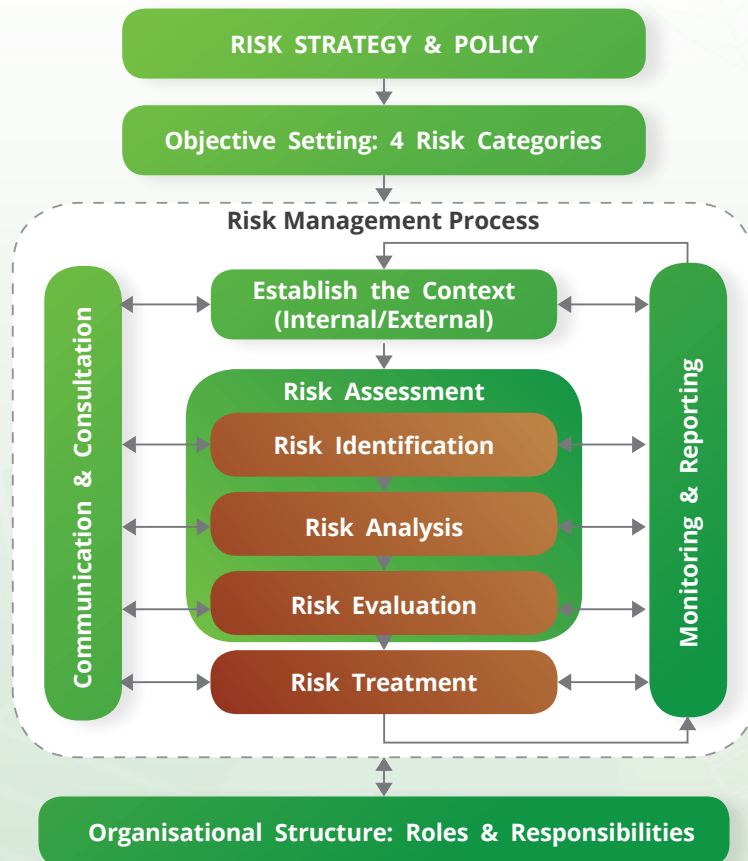 RISK STRATEGY & POLICY
Objective Setting: 4 Risk Categories
Risk Management Process
Communication & Consultation
Establish the Context
(Internal/External)
Risk Assessment
Risk Identification
Risk Analysis
Risk Evaluation
Risk Treatment
Monitoring & Reporting
Organisational Structure: Roles & Responsibilities